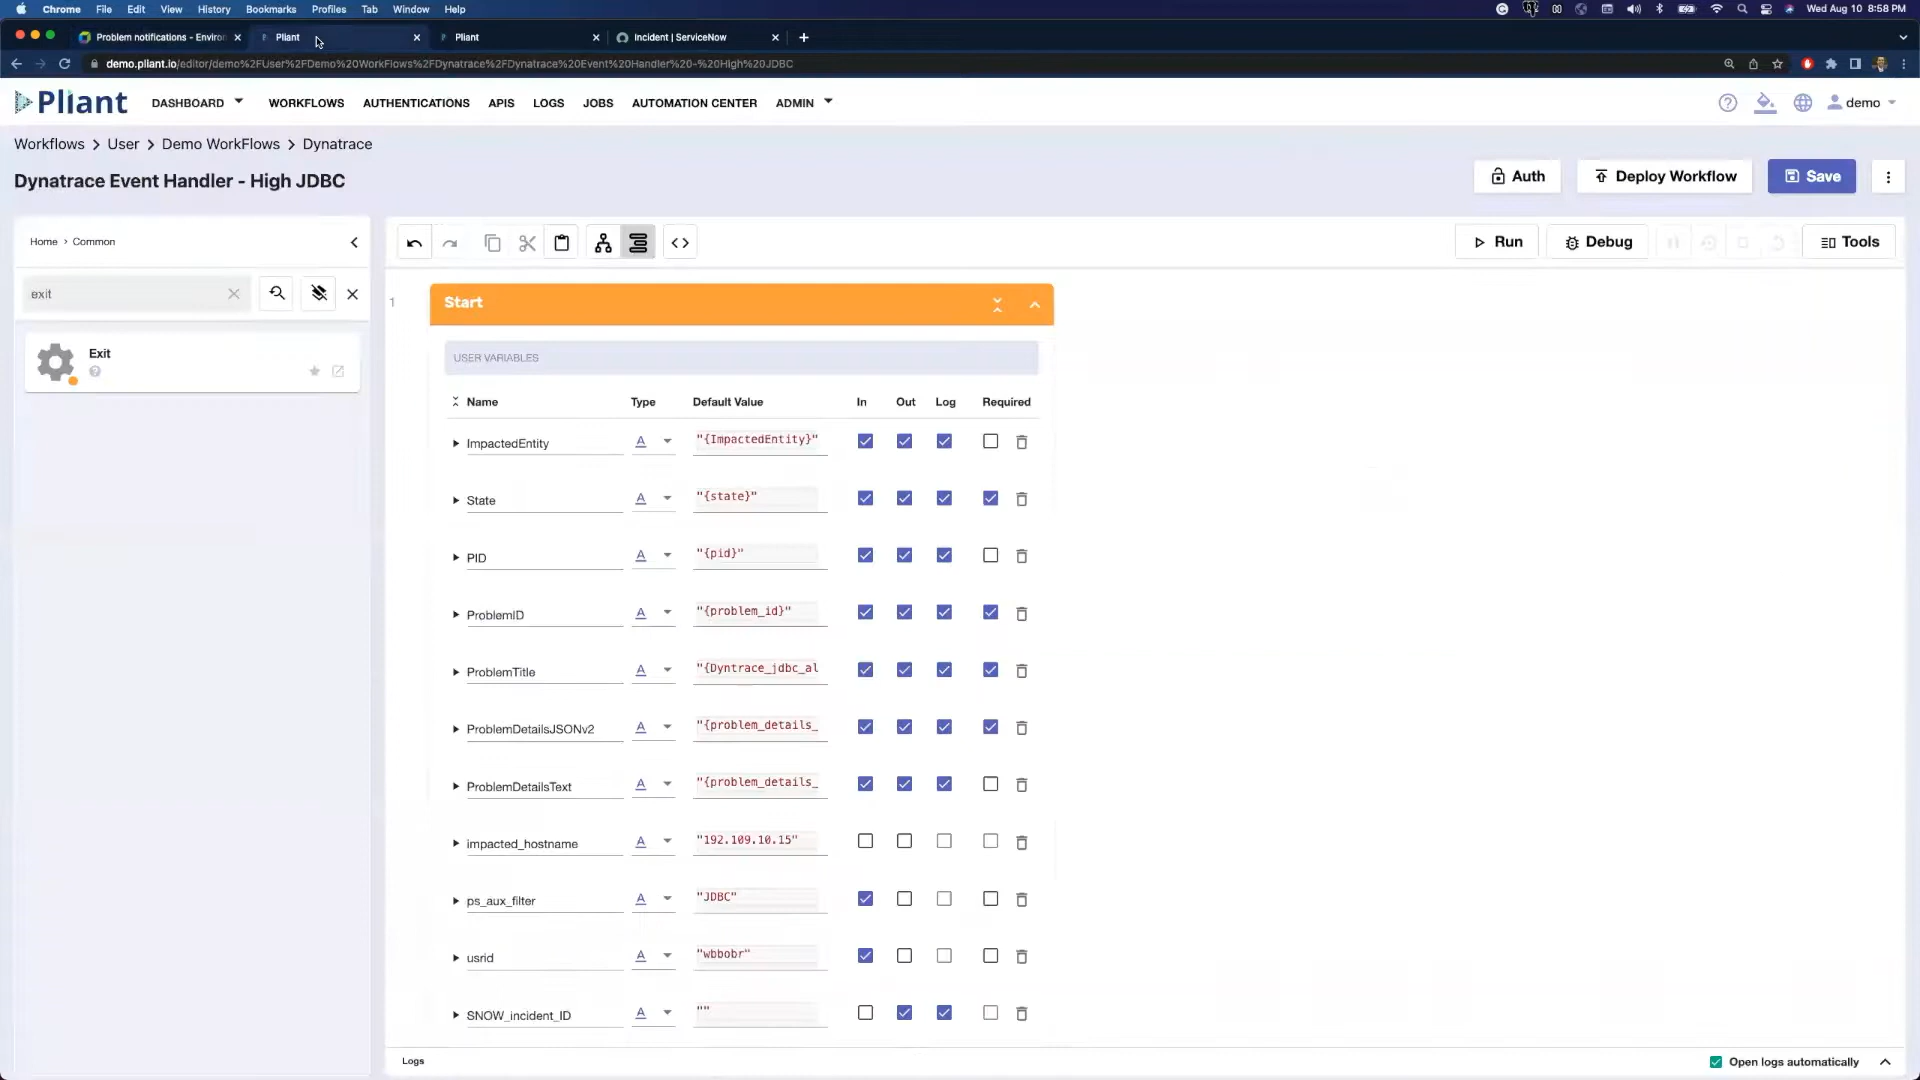 Chrome File Edit View History Bookmarks Profiles Tab Window Help Wed Aug 10 8:58 PM
Problem notifications - Enviro Pliant Pliant Incident | ServiceNow
demo.pliant.io/editor/demo%2FUser%2FDemo%20WorkFlows%2FDynatrace%2FDynatrace%20Event%20Handler%20-%20High%20JDBC
Pliant DASHBOARD WORKFLOWS AUTHENTICATIONS APIS LOGS JOBS AUTOMATION CENTER ADMIN demo
Workflows > User > Demo WorkFlows > Dynatrace
Dynatrace Event Handler - High JDBC
Auth Deploy Workflow Save
Home > Common
Run Debug Tools
exit
Exit
1 Start
USER VARIABLES
Name Type Default Value In Out Log Required
ImpactedEntity A "{ImpactedEntity}"
State A "{state}"
PID A "{pid}"
ProblemID A "{problem_id}"
ProblemTitle A "{Dyntrace_jdbc_al
ProblemDetailsJSONv2 A "{problem_details_
ProblemDetailsText A "{problem_details_
impacted_hostname A "192.109.10.15"
ps_aux_filter A "JDBC"
usrid A "wbbobr"
SNOW_incident_ID A ""
Logs Open logs automatically